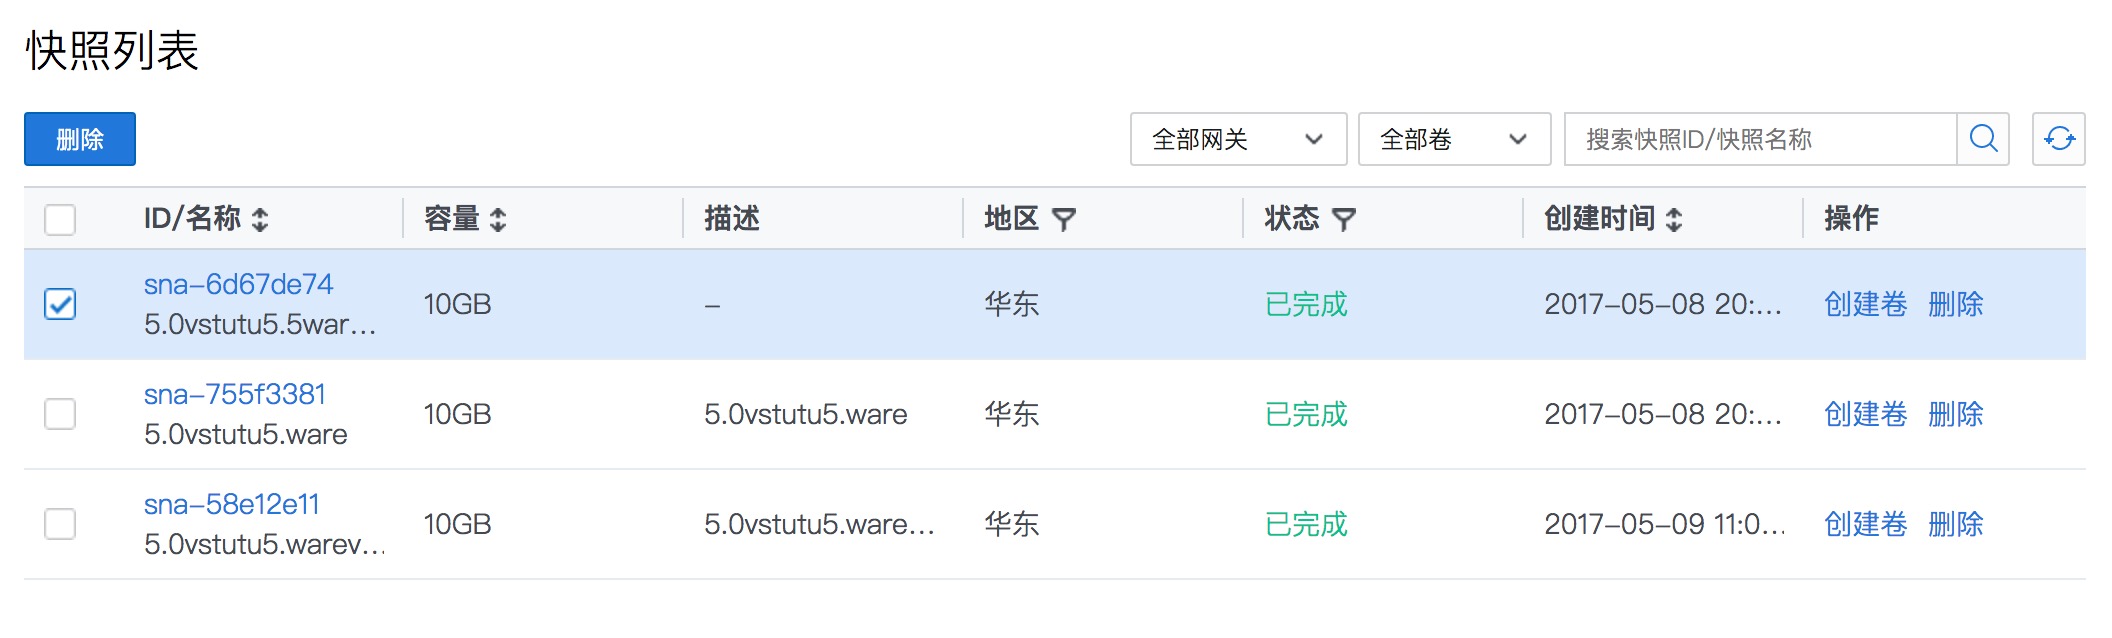 快照列表
删除 全部网关 全部卷 搜索快照ID/快照名称
ID/名称 容量 描述 地区 状态 创建时间 操作
sna-6d67de74
5.0vstutu5.5war... 10GB - 华东 已完成 2017-05-08 20:... 创建卷 删除
sna-755f3381
5.0vstutu5.ware 10GB 5.0vstutu5.ware 华东 已完成 2017-05-08 20:... 创建卷 删除
sna-58e12e11
5.0vstutu5.warev... 10GB 5.0vstutu5.ware... 华东 已完成 2017-05-09 11:0... 创建卷 删除